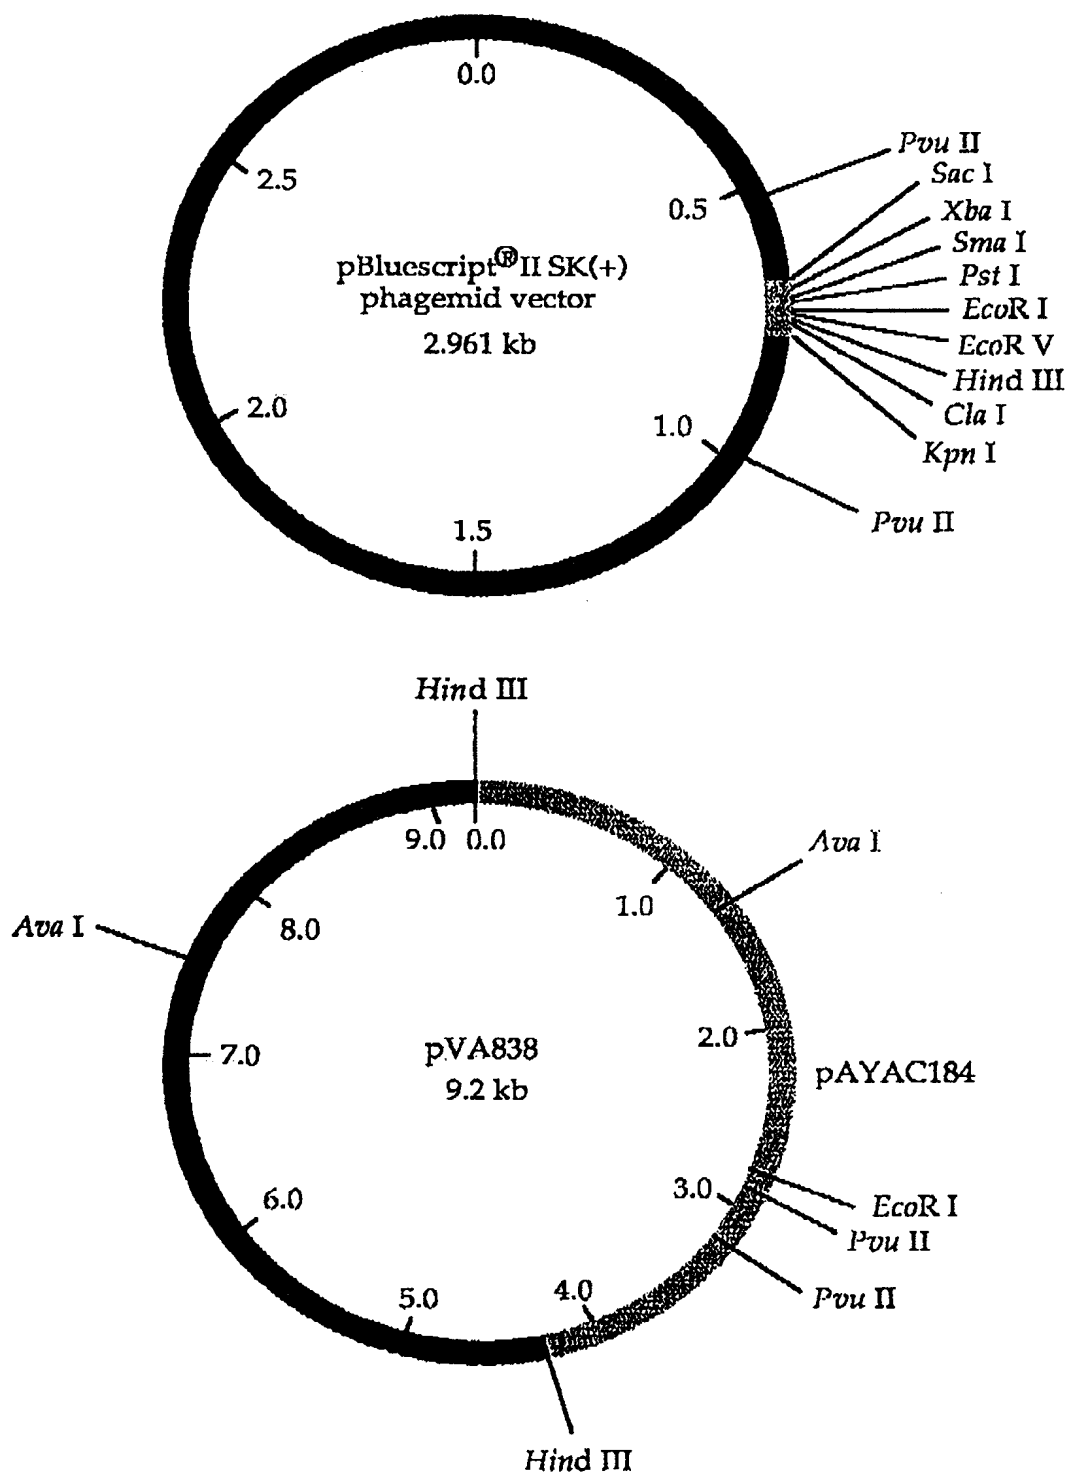 0.0
2.5
Pvu II
Sac I
0.5
Xba I
Sma I
pBluescript®II SK(+)
Pst I
phagemid vector
EcoR I
2.961 kb
EcoR V
Hind III
2.0
Cla I
1.0
Kpn I
Pvu II
1.5
Hind III
9.0
0.0
Ava I
1.0
Ava I
8.0
2.0
7.0
pVA838
pAYAC184
9.2 kb
3.0
6.0
EcoR I
Pvu II
4.0
Pvu II
5.0
Hind III